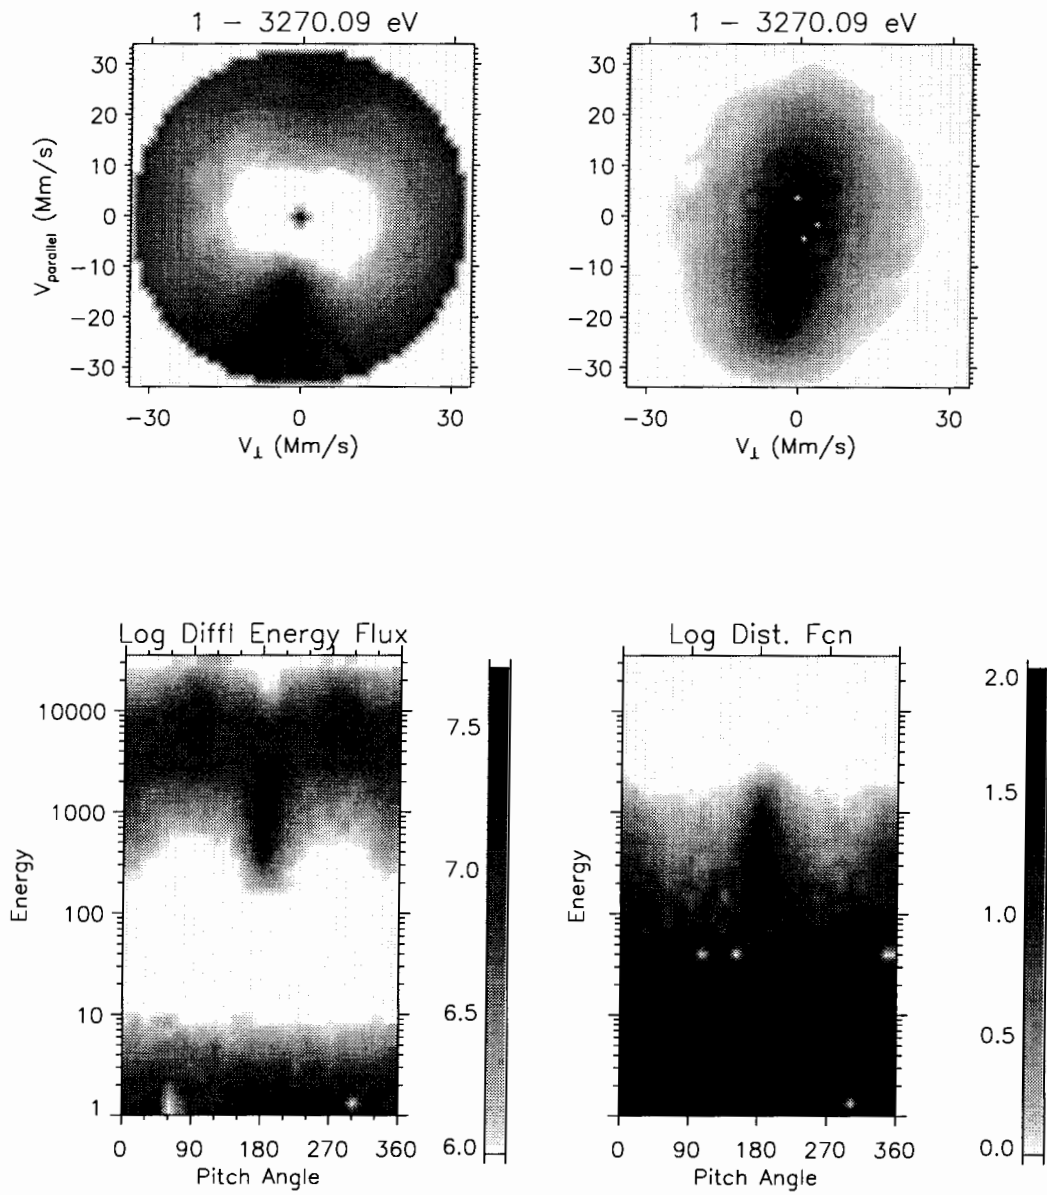 1 – 3270.09 eV
1 – 3270.09 eV
30
20
10
0
−10
−20
−30
V_parallel (Mm/s)
−30 0 30
V⊥ (Mm/s)
30
20
10
0
−10
−20
−30
−30 0 30
V⊥ (Mm/s)
Log Diffl Energy Flux
10000
1000
100
10
1
Energy
0 90 180 270 360
Pitch Angle
7.5
7.0
6.5
6.0
Log Dist. Fcn
Energy
0 90 180 270 360
Pitch Angle
2.0
1.5
1.0
0.5
0.0